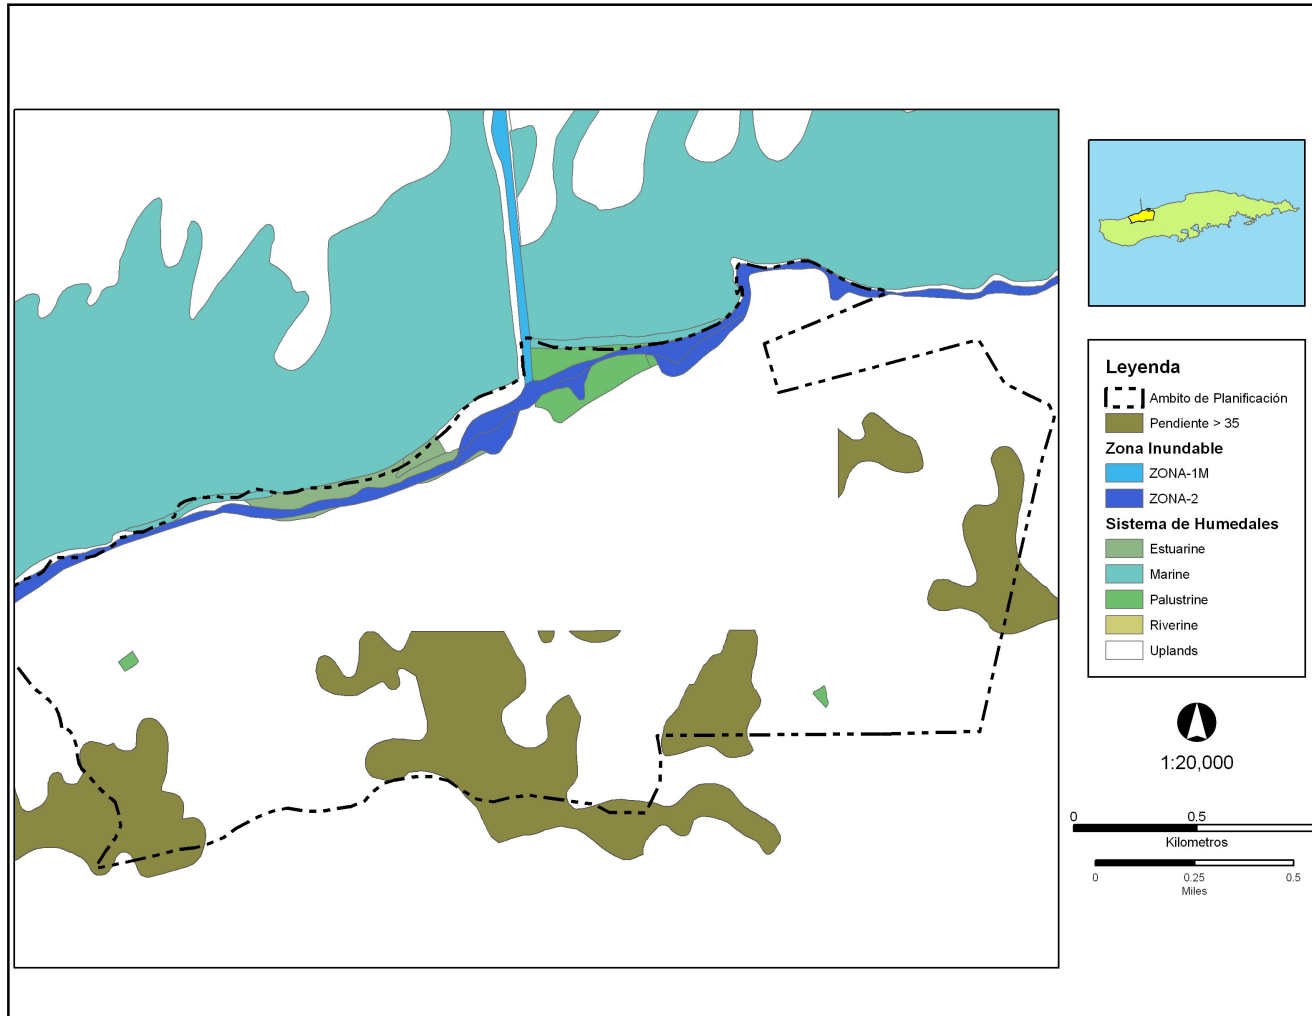 Leyenda
Ambito de Planificación
Pendiente > 35
Zona Inundable
ZONA-1M
ZONA-2
Sistema de Humedales
Estuarine
Marine
Palustrine
Riverine
Uplands
1:20,000
0 0.5
Kilometros
0 0.25 0.5
Miles